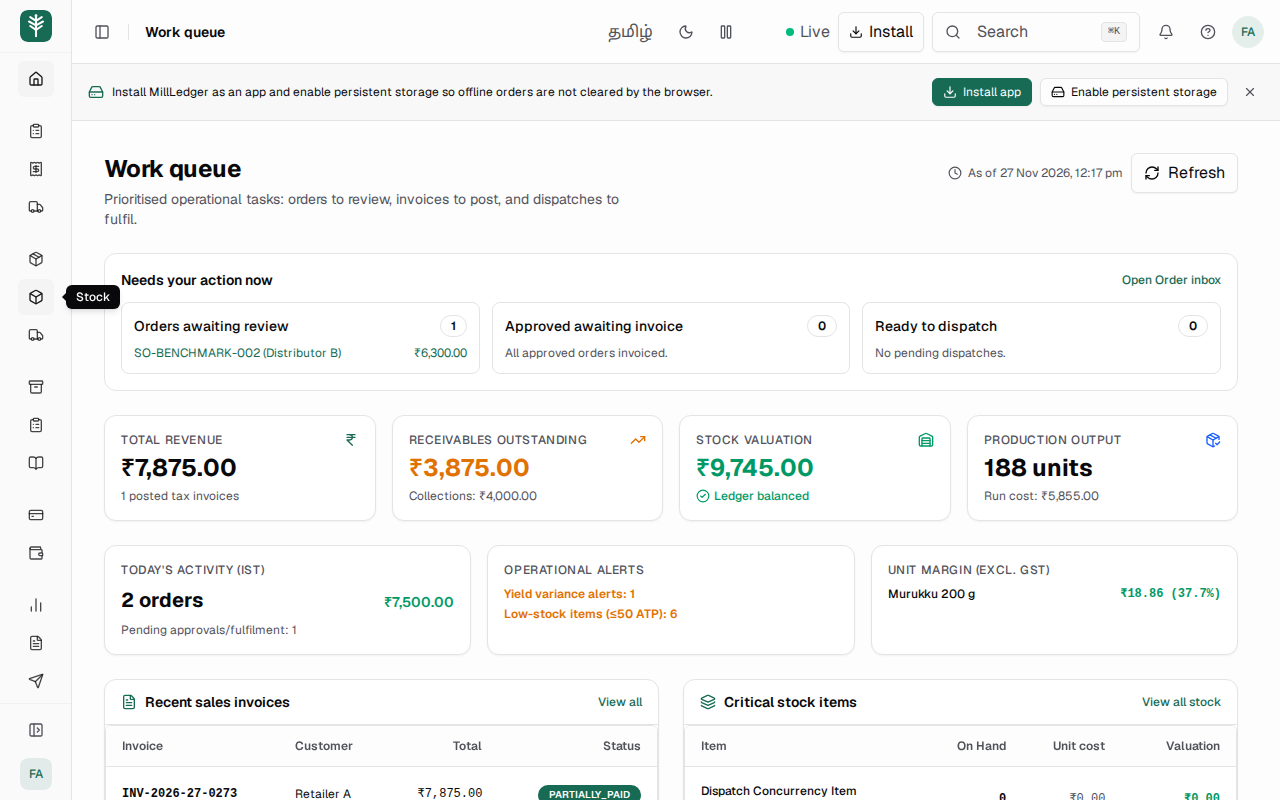 Work queue
தமிழ்
Live
Install
Search
⌘K
FA
Install MillLedger as an app and enable persistent storage so offline orders are not cleared by the browser.
Install app
Enable persistent storage
Work queue
Prioritised operational tasks: orders to review, invoices to post, and dispatches to
fulfil.
As of 27 Nov 2026, 12:17 pm
Refresh
Stock
Needs your action now
Open Order inbox
Orders awaiting review
1
SO-BENCHMARK-002 (Distributor B)
₹6,300.00
Approved awaiting invoice
0
All approved orders invoiced.
Ready to dispatch
0
No pending dispatches.
TOTAL REVENUE
₹7,875.00
1 posted tax invoices
RECEIVABLES OUTSTANDING
₹3,875.00
Collections: ₹4,000.00
STOCK VALUATION
₹9,745.00
Ledger balanced
PRODUCTION OUTPUT
188 units
Run cost: ₹5,855.00
TODAY'S ACTIVITY (IST)
2 orders
₹7,500.00
Pending approvals/fulfilment: 1
OPERATIONAL ALERTS
Yield variance alerts: 1
Low-stock items (≤50 ATP): 6
UNIT MARGIN (EXCL. GST)
Murukku 200 g
₹18.86 (37.7%)
Recent sales invoices
View all
Invoice Customer Total Status
INV-2026-27-0273 Retailer A ₹7,875.00 PARTIALLY_PAID
Critical stock items
View all stock
Item On Hand Unit cost Valuation
Dispatch Concurrency Item 0 ₹0.00 ₹0.00
FA